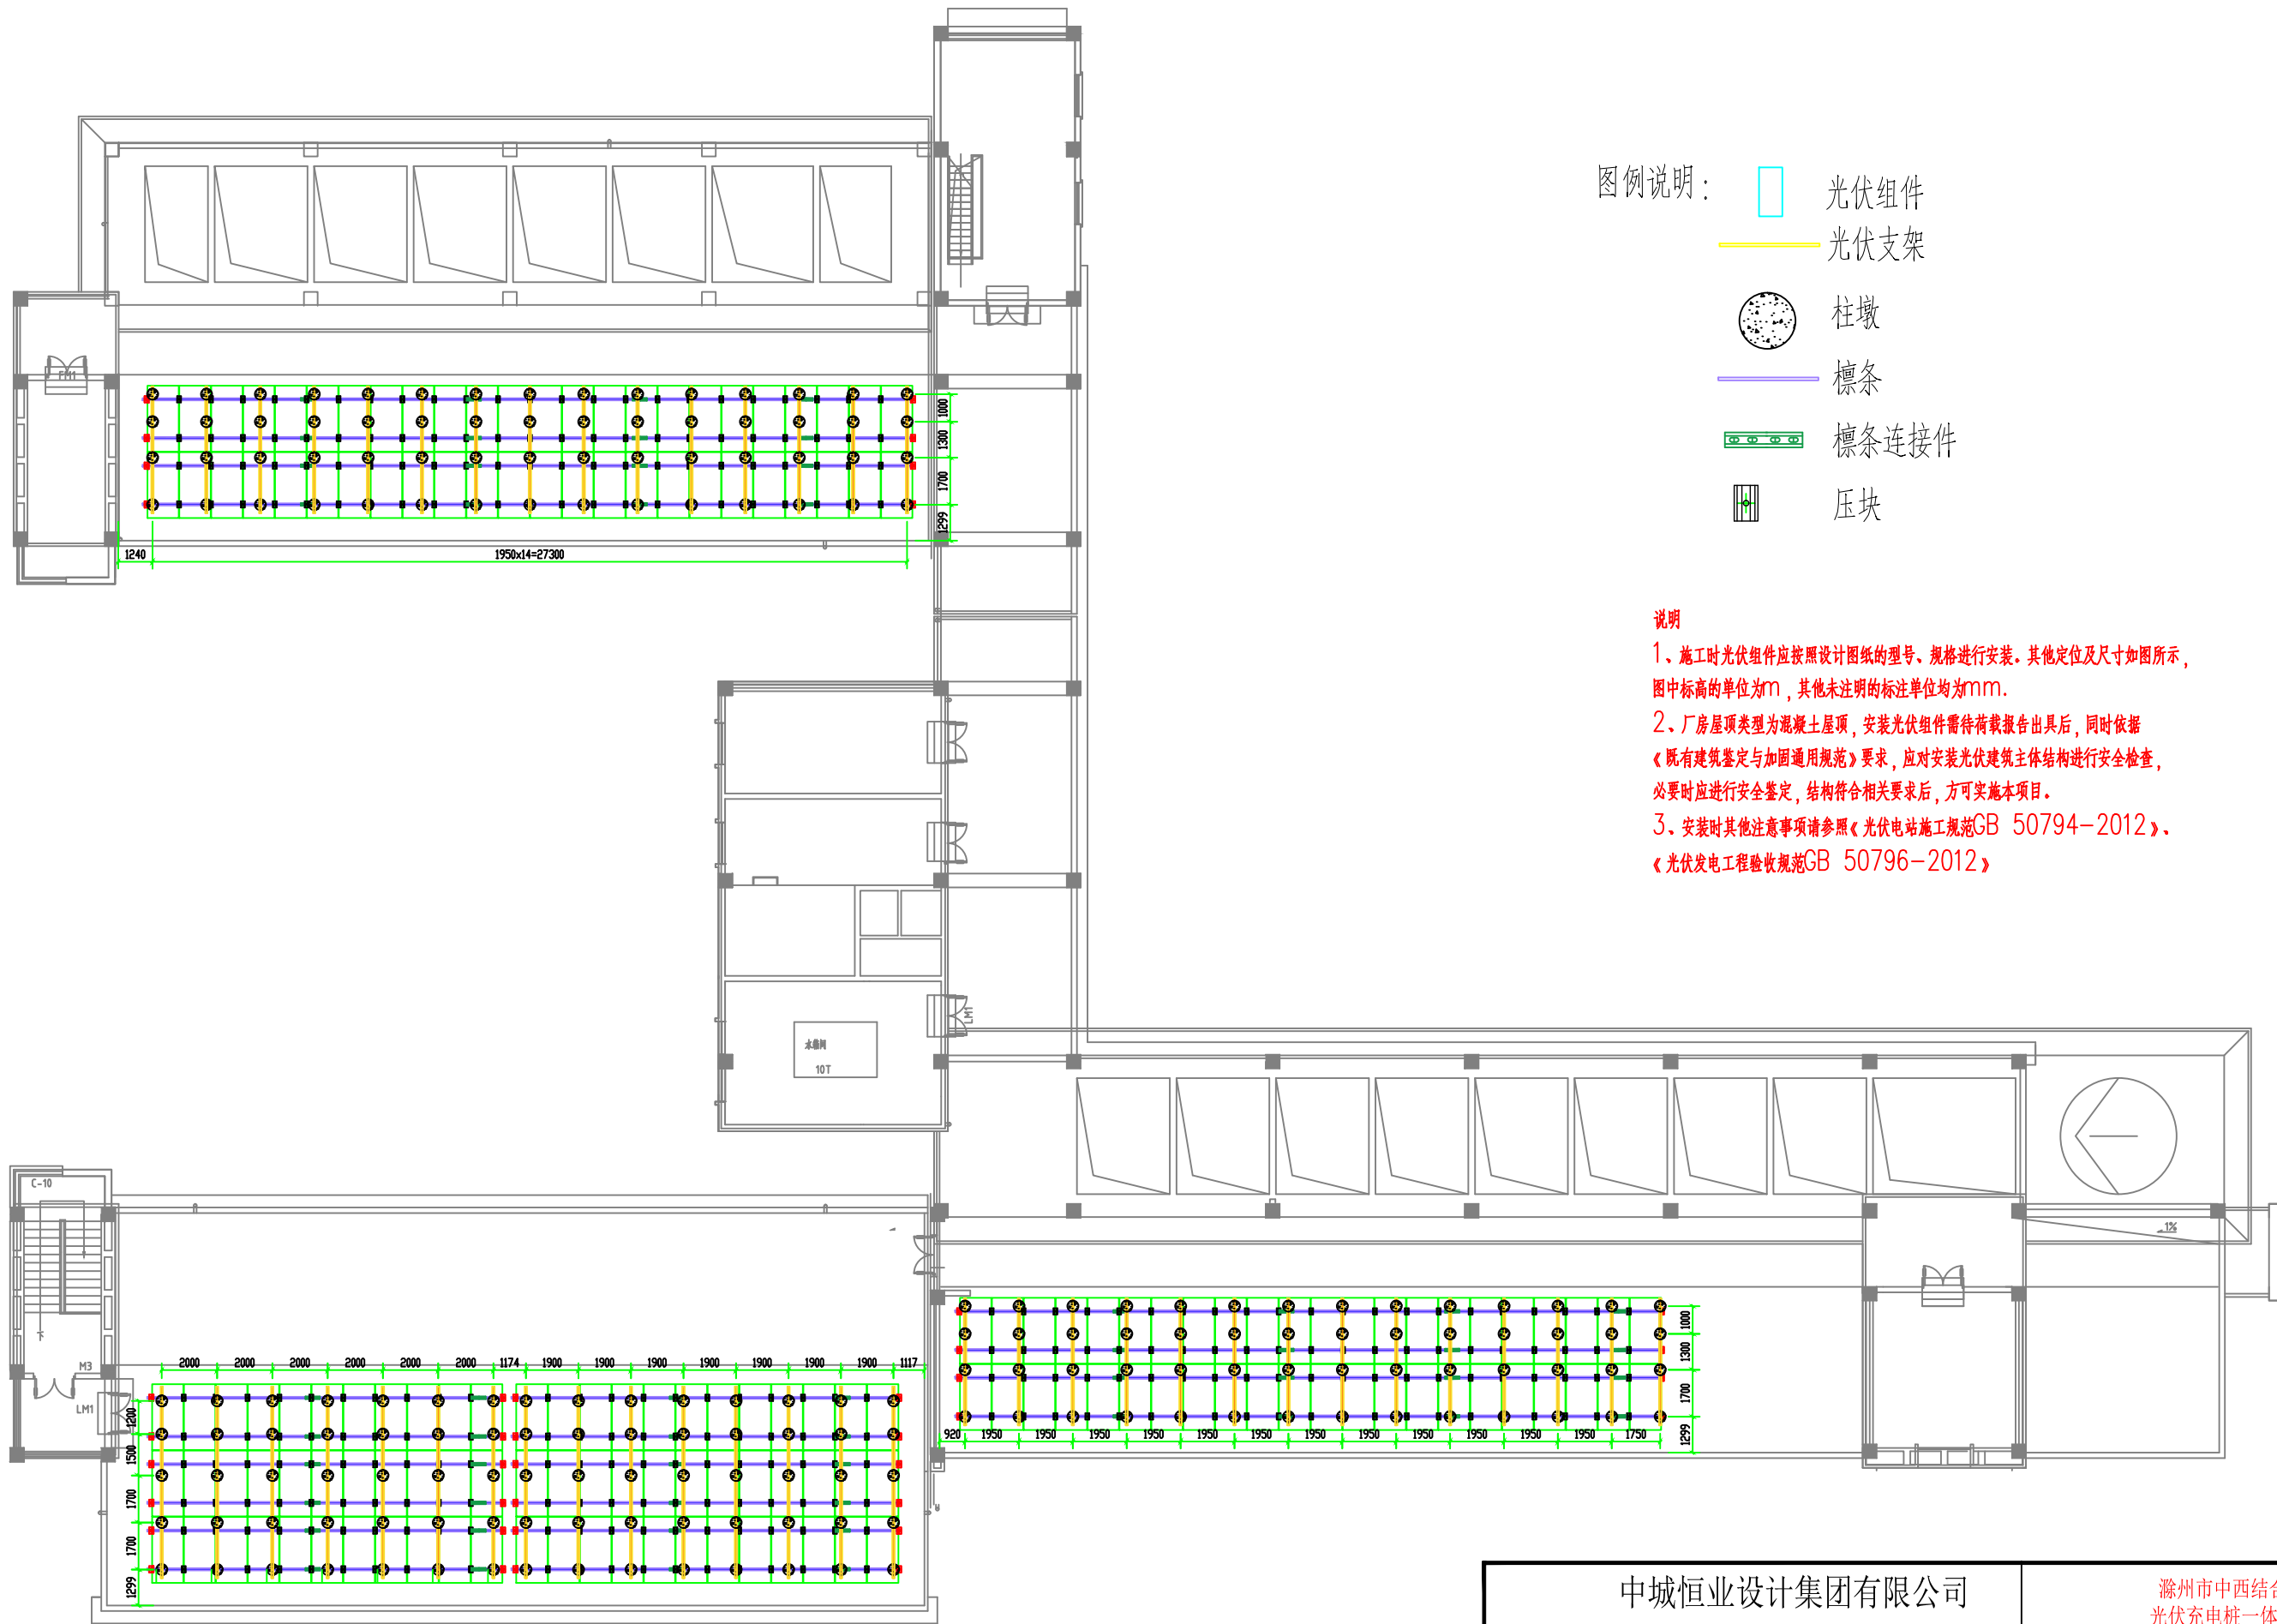 图例说明：
光伏组件
光伏支架
柱墩
檩条
檩条连接件
压块
FM1
1000
1300
1700
1299
1240
1950x14=27300
说明
1、施工时光伏组件应按照设计图纸的型号、规格进行安装。其他定位及尺寸如图所示，
图中标高的单位为m，其他未注明的标注单位均为mm.
2、厂房屋顶类型为混凝土屋顶，安装光伏组件需待荷载报告出具后，同时依据
《既有建筑鉴定与加固通用规范》要求，应对安装光伏建筑主体结构进行安全检查，
必要时应进行安全鉴定，结构符合相关要求后，方可实施本项目。
3、安装时其他注意事项请参照《光伏电站施工规范GB 50794-2012》、
《光伏发电工程验收规范GB 50796-2012》
LM1
水箱间
10T
C-10
下
M3
LM1
1%
2000 2000 2000 2000 2000 2000 1174 1900 1900 1900 1900 1900 1900 1900 1117
1200
1500
1700
1700
1299
1000
1300
1700
1299
920 1950 1950 1950 1950 1950 1950 1950 1950 1950 1950 1950 1950 1750
中城恒业设计集团有限公司
滁州市中西结合
光伏充电桩一体